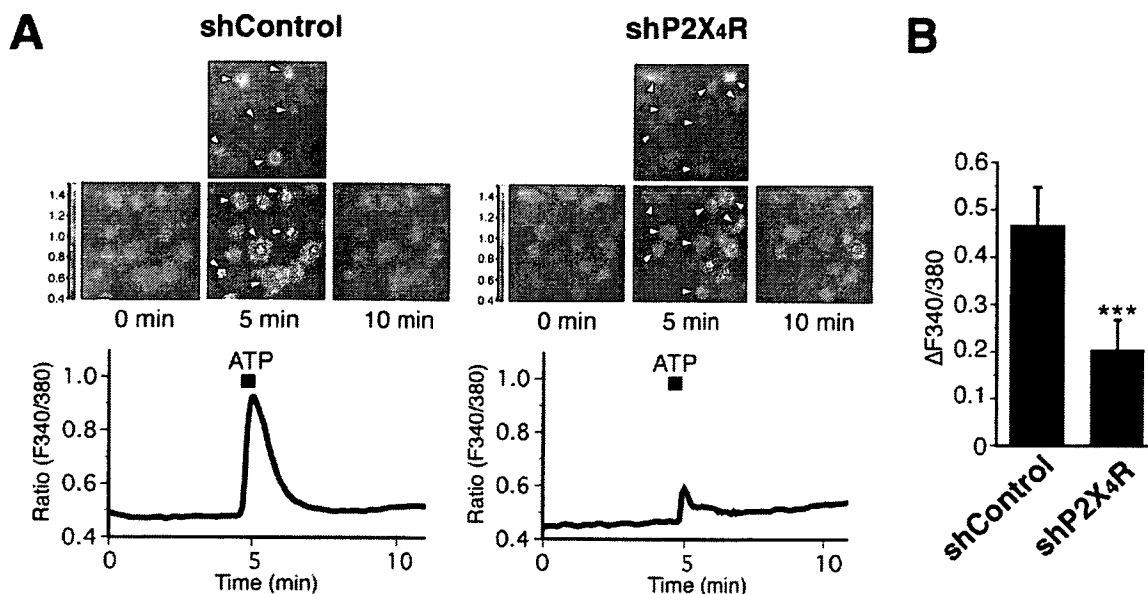 A
shControl
shP2X4R
B
1.4
1.2
1.0
0.8
0.6
0.4
0 min
5 min
10 min
1.4
1.2
1.0
0.8
0.6
0.4
0 min
5 min
10 min
ATP
Ratio (F340/380)
1.0
0.8
0.6
0.4
0
5
10
Time (min)
ATP
Ratio (F340/380)
1.0
0.8
0.6
0.4
0
5
10
Time (min)
ΔF340/380
0.6
0.5
0.4
0.3
0.2
0.1
0
***
shControl
shP2X4R